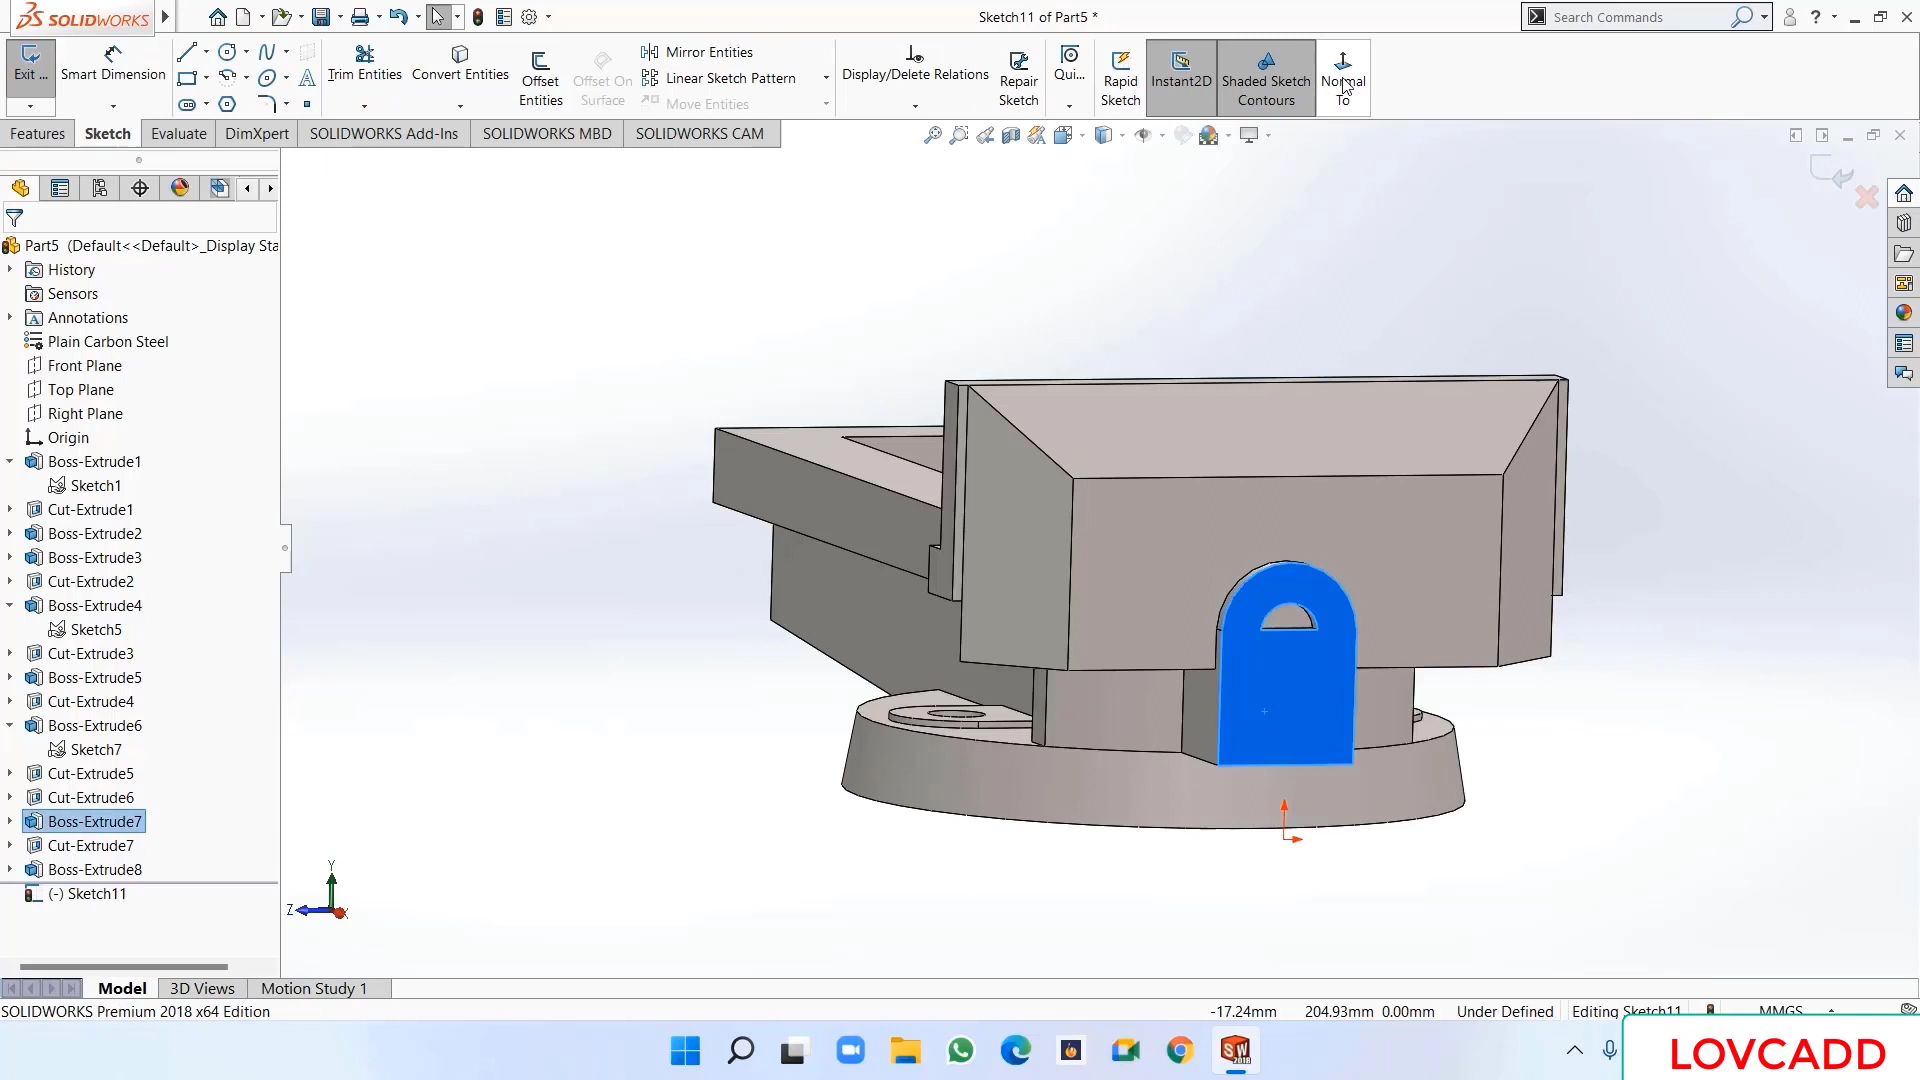 SOLIDWORKS
Sketch11 of Part5 *
Search Commands
?
Exit ...
Smart Dimension
Trim Entities
Convert Entities
Offset
Entities
Offset On
Surface
Mirror Entities
Linear Sketch Pattern
Move Entities
Display/Delete Relations
Repair
Sketch
Qui...
Rapid
Sketch
Instant2D
Shaded Sketch
Contours
Normal
To
Features
Sketch
Evaluate
DimXpert
SOLIDWORKS Add-Ins
SOLIDWORKS MBD
SOLIDWORKS CAM
Part5 (Default<<Default>_Display Sta
History
Sensors
Annotations
Plain Carbon Steel
Front Plane
Top Plane
Right Plane
Origin
Boss-Extrude1
Sketch1
Cut-Extrude1
Boss-Extrude2
Boss-Extrude3
Cut-Extrude2
Boss-Extrude4
Sketch5
Cut-Extrude3
Boss-Extrude5
Cut-Extrude4
Boss-Extrude6
Sketch7
Cut-Extrude5
Cut-Extrude6
Boss-Extrude7
Cut-Extrude7
Boss-Extrude8
(-) Sketch11
Y
Z
Model
3D Views
Motion Study 1
SOLIDWORKS Premium 2018 x64 Edition
-17.24mm
204.93mm
0.00mm
Under Defined
Editing Sketch11
MMGS
SW
2018
LOVCADD